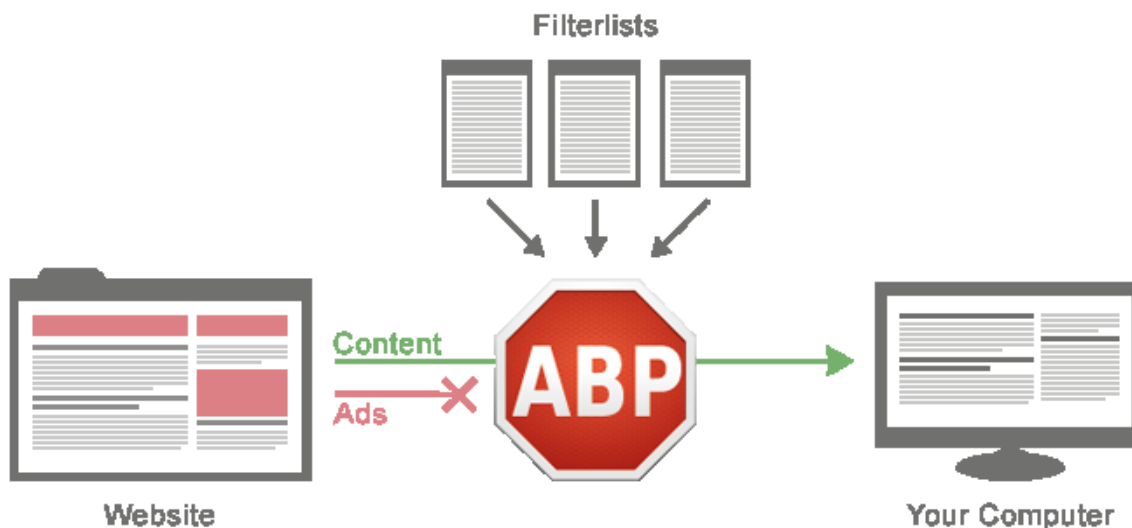 Filterlists
Content
Ads
ABP
Website
Your Computer